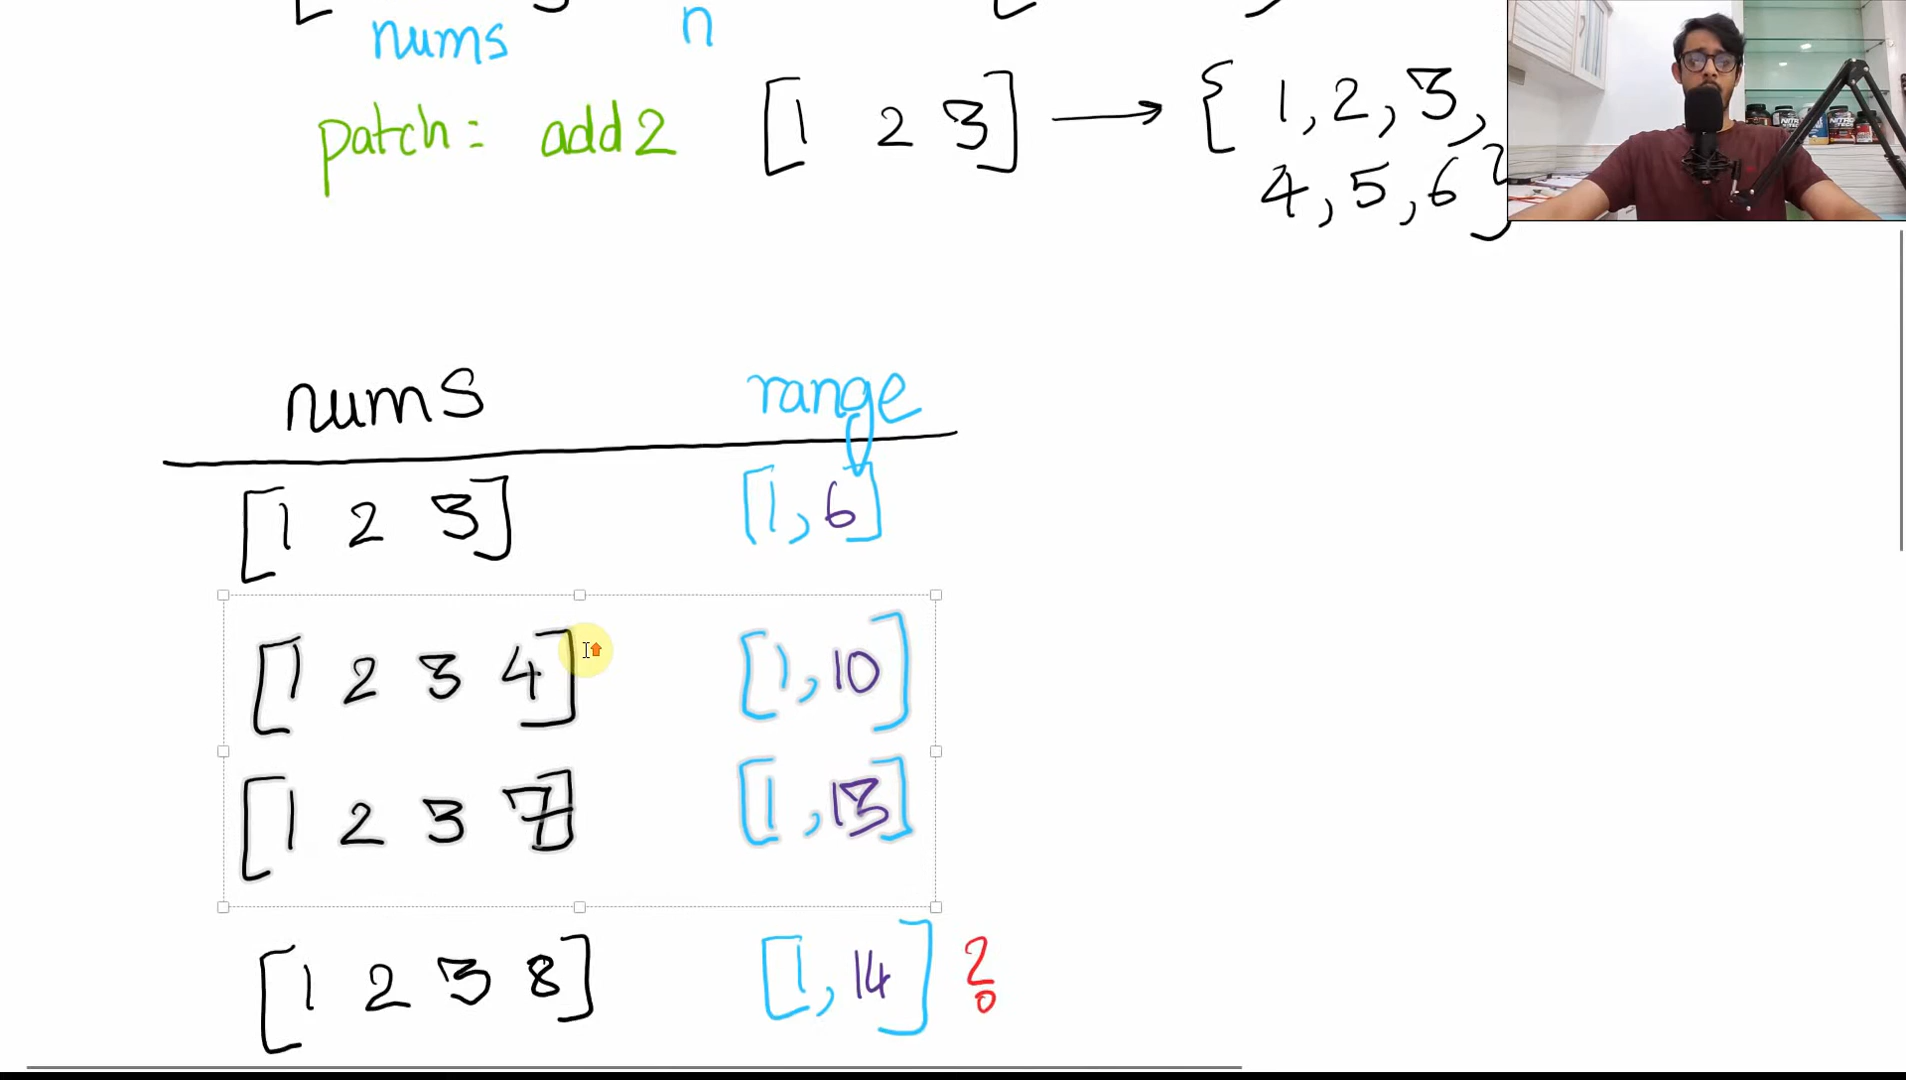 nums n
patch: add 2 [1 2 3] → { 1, 2, 3,
4, 5, 6 }
nums range
[1 2 3] [1, 6]
[1 2 3 4] [1, 10]
[1 2 3 7] [1, 13]
[1 2 3 8] [1, 14] ?